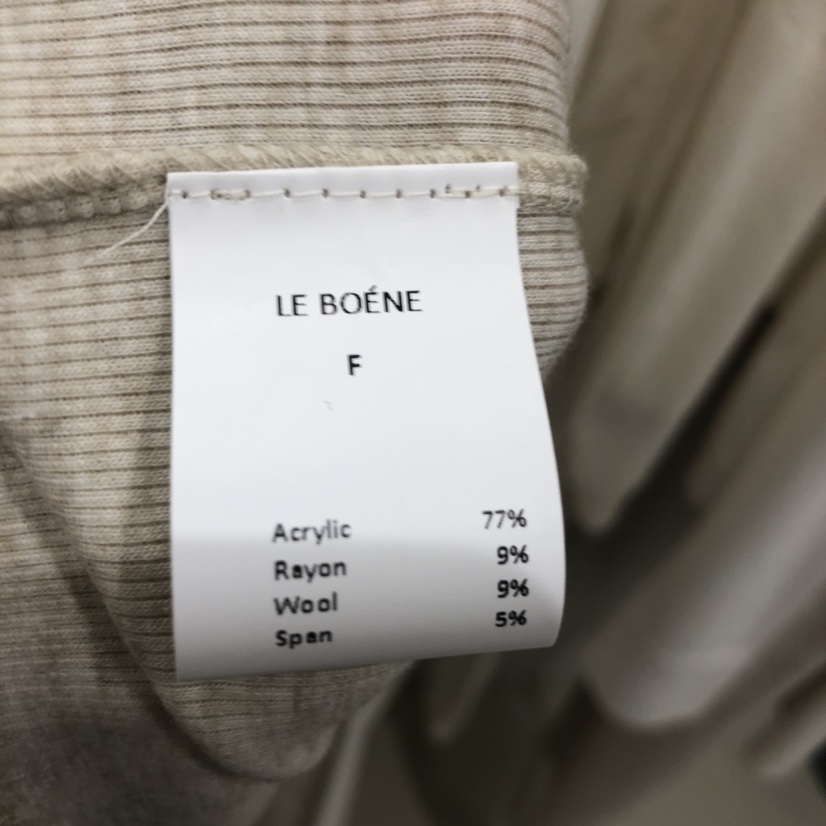 LE BOÉNE
F
Acrylic 77%
Rayon 9%
Wool 9%
Span 5%